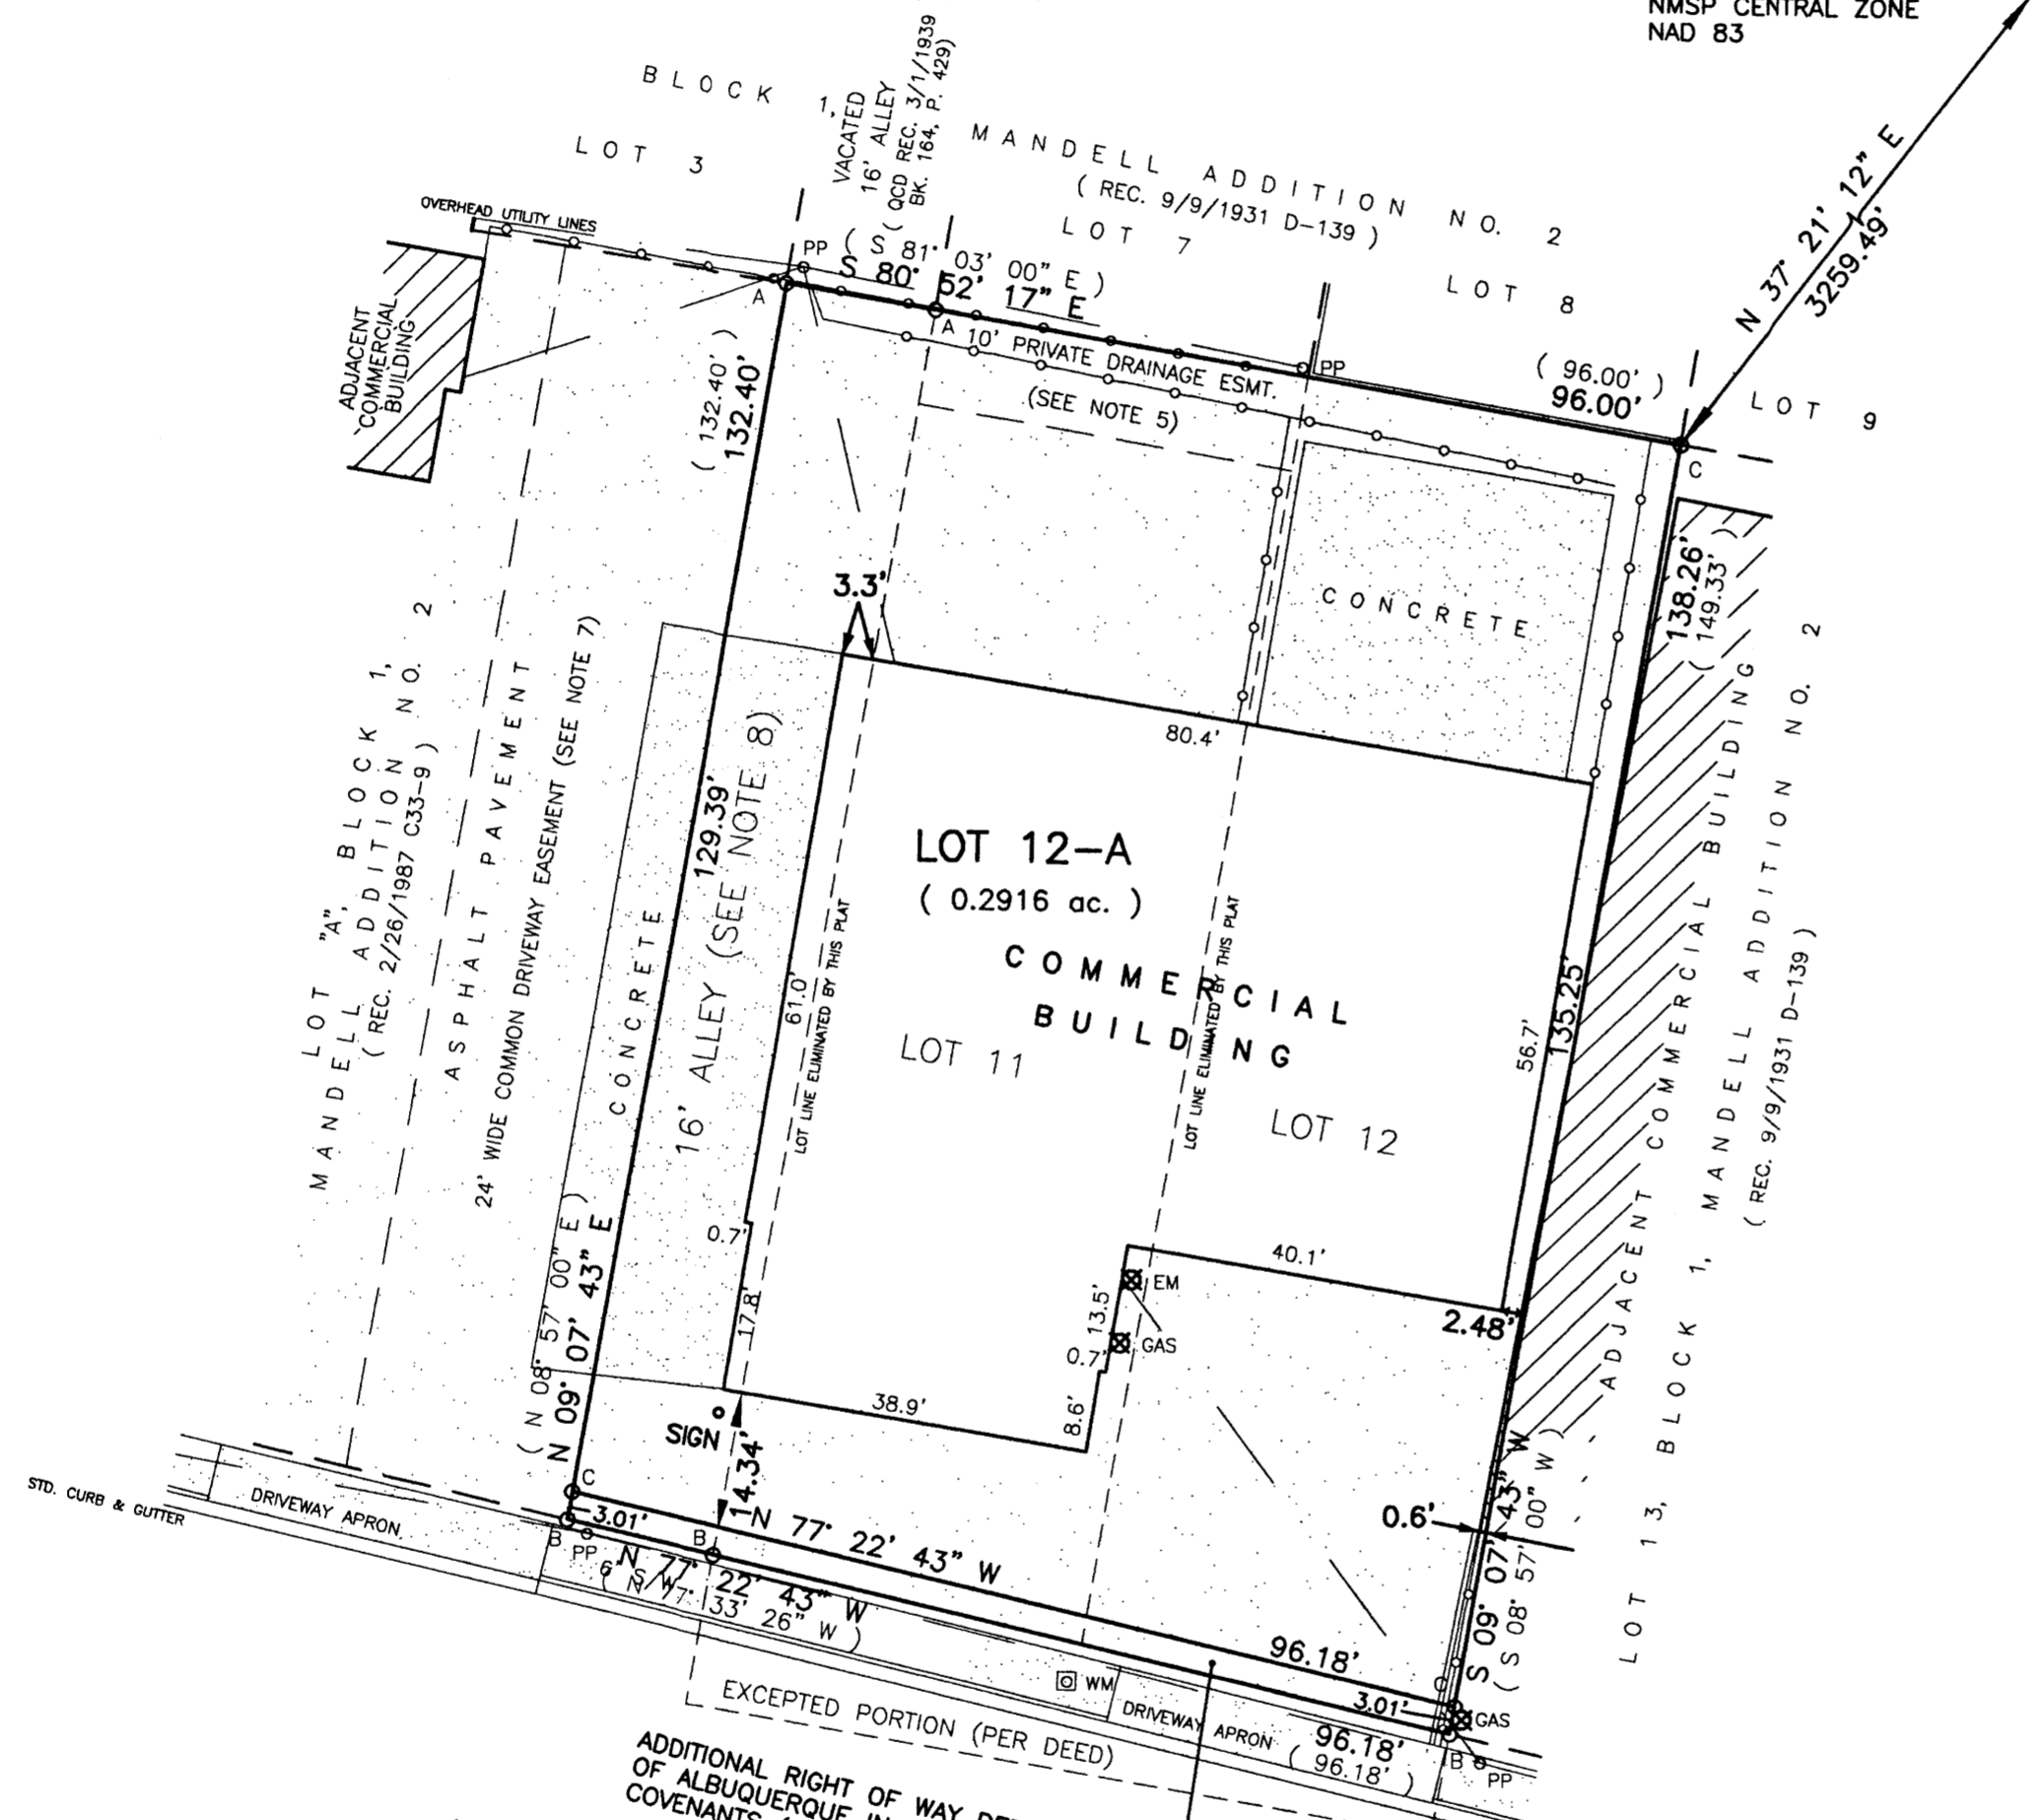 NMSP CENTRAL ZONE
NAD 83
N 37° 21' 12" E
3259.49'
BLOCK 1,
MANDELL ADDITION NO. 2
( REC. 9/9/1931 D-139 )
LOT 3
VACATED
16' ALLEY
( QCD REC. 3/1/1939
BK. 164, P. 429)
LOT 7
LOT 8
LOT 9
OVERHEAD UTILITY LINES
PP
( S 81° 03' 00" E )
S 80° 52' 17" E
A
A
10' PRIVATE DRAINAGE ESMT.
(SEE NOTE 5)
PP
( 96.00' )
96.00'
C
ADJACENT
COMMERCIAL
BUILDING
( 132.40' )
132.40'
138.26'
( 149.33' )
CONCRETE
3.3'
80.4'
LOT 12-A
( 0.2916 ac. )
COMMERCIAL
BUILDING
LOT 11
LOT 12
LOT LINE ELIMINATED BY THIS PLAT
LOT LINE ELIMINATED BY THIS PLAT
61.0'
56.7'
135.25'
129.39'
16' ALLEY (SEE NOTE 8)
CONCRETE
24' WIDE COMMON DRIVEWAY EASEMENT (SEE NOTE 7)
ASPHALT PAVEMENT
LOT "A", BLOCK 1,
MANDELL ADDITION NO. 2
( REC. 2/26/1987 C33-9 )
ADJACENT COMMERCIAL BUILDING
LOT 13, BLOCK 1, MANDELL ADDITION NO. 2
( REC. 9/9/1931 D-139 )
0.7'
17.8'
40.1'
EM
13.5'
GAS
0.7'
8.6'
38.9'
2.48'
( N 08° 57' 00" E )
N 09° 07' 43" E
SIGN
14.34'
0.6'
S 09° 07' 43" W
( S 08° 57' 00" W )
C
3.01'
B
PP
B
N 77° 22' 43" W
96.18'
N 77° 22' 43" W
6' S/W
( N 77° 33' 26" W )
STD. CURB & GUTTER
DRIVEWAY APRON
WM
DRIVEWAY APRON
3.01'
C
GAS
96.18'
( 96.18' )
B
PP
EXCEPTED PORTION (PER DEED)
ADDITIONAL RIGHT OF WAY
OF ALBUQUERQUE IN
COVENANTS